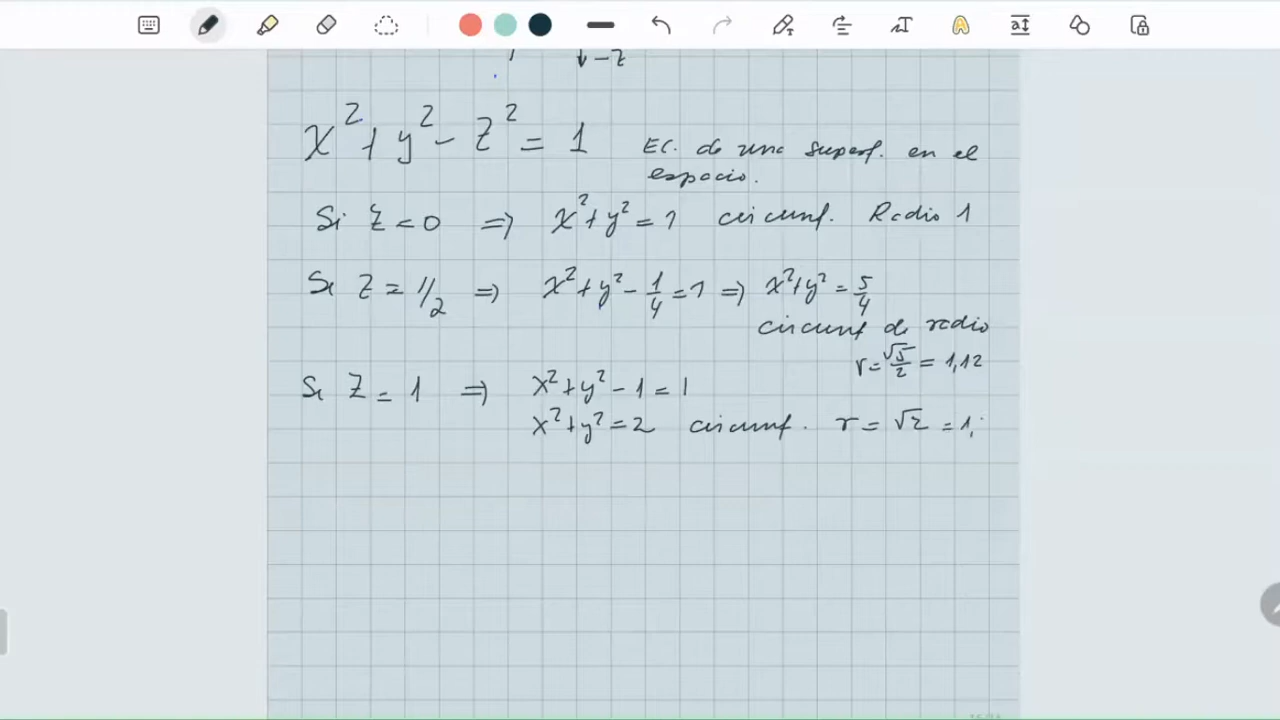 ↓ -z
x² + y² - z² = 1 Ec. de una superf. en el
espacio.
Si z = 0 ⇒ x² + y² = 1 circunf. Radio 1
Si z = 1/2 ⇒ x² + y² - 1/4 = 1 ⇒ x² + y² = 5/4
circunf de radio
r = √5/2 = 1,12
Si z = 1 ⇒ x² + y² - 1 = 1
x² + y² = 2 circunf. r = √2 = 1,